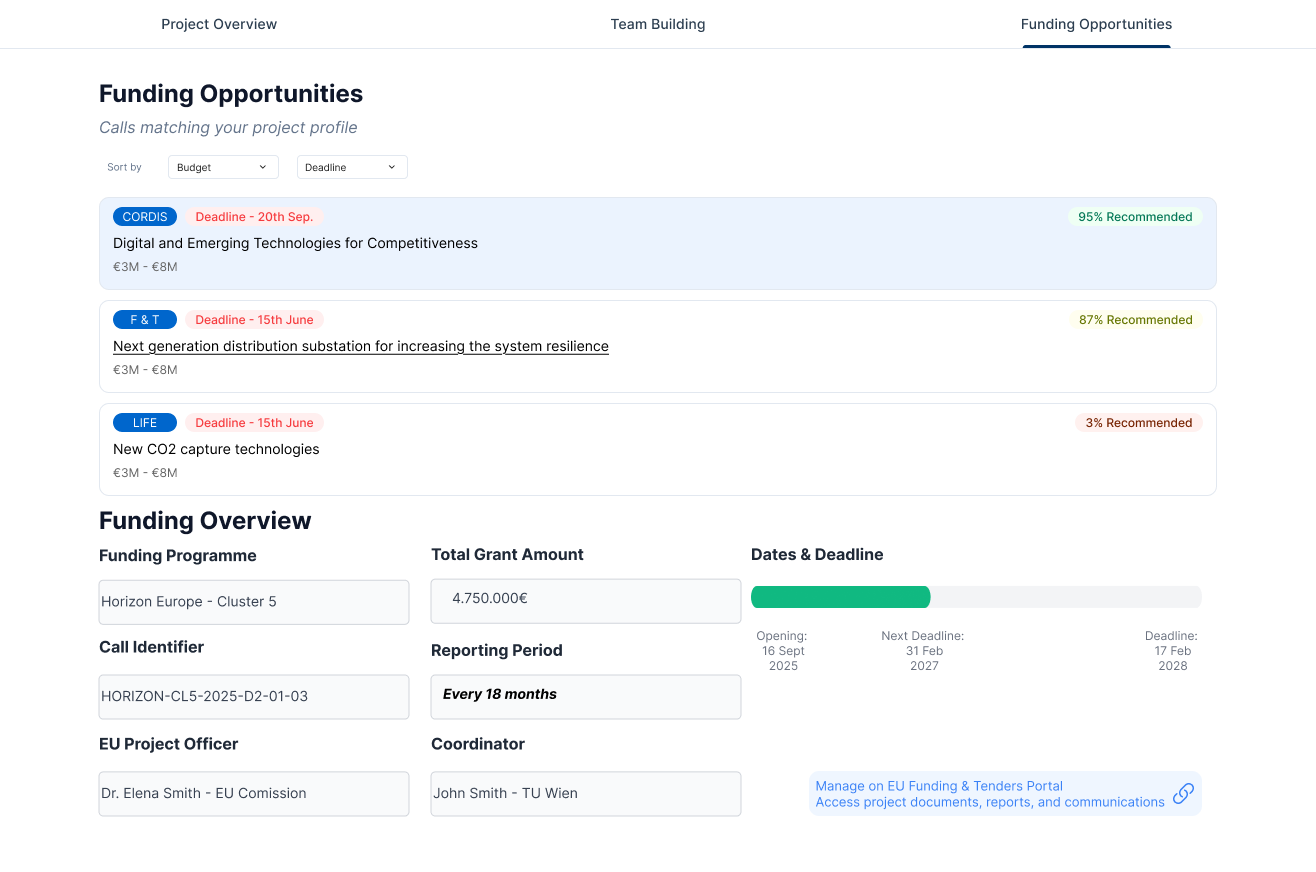 Project Overview
Team Building
Funding Opportunities
Funding Opportunities
Calls matching your project profile
Sort by
Budget
Deadline
CORDIS
Deadline - 20th Sep.
95% Recommended
Digital and Emerging Technologies for Competitiveness
€3M - €8M
F & T
Deadline - 15th June
87% Recommended
Next generation distribution substation for increasing the system resilience
€3M - €8M
LIFE
Deadline - 15th June
3% Recommended
New CO2 capture technologies
€3M - €8M
Funding Overview
Funding Programme
Horizon Europe - Cluster 5
Total Grant Amount
4.750.000€
Dates & Deadline
Opening:
16 Sept
2025
Next Deadline:
31 Feb
2027
Deadline:
17 Feb
2028
Call Identifier
HORIZON-CL5-2025-D2-01-03
Reporting Period
Every 18 months
EU Project Officer
Dr. Elena Smith - EU Comission
Coordinator
John Smith - TU Wien
Manage on EU Funding & Tenders Portal
Access project documents, reports, and communications